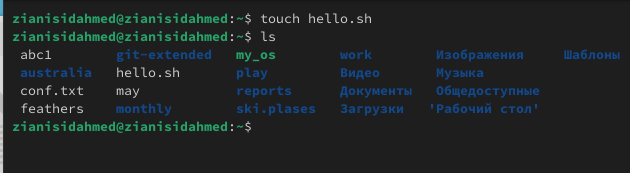 zianisidahmed@zianisidahmed:~$ touch hello.sh
zianisidahmed@zianisidahmed:~$ ls
abc1 git-extended my_os work Изображения Шаблоны
australia hello.sh play Видео Музыка
conf.txt may reports Документы Общедоступные
feathers monthly ski.plases Загрузки 'Рабочий стол'
zianisidahmed@zianisidahmed:~$